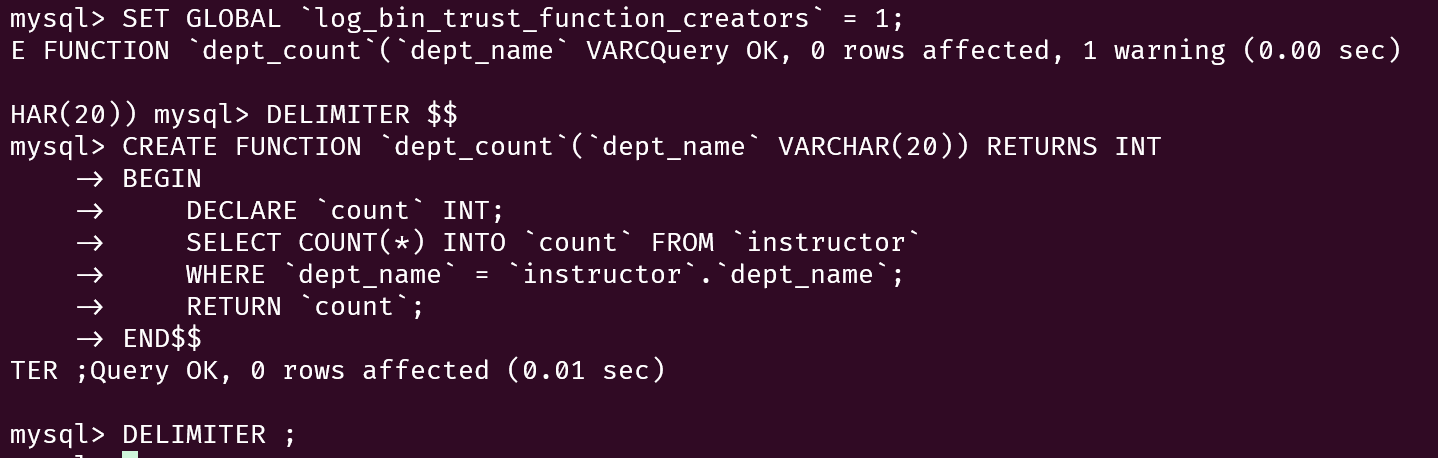 mysql> SET GLOBAL `log_bin_trust_function_creators` = 1;
E FUNCTION `dept_count`(`dept_name` VARCQuery OK, 0 rows affected, 1 warning (0.00 sec)
HAR(20)) mysql> DELIMITER $$
mysql> CREATE FUNCTION `dept_count`(`dept_name` VARCHAR(20)) RETURNS INT
    -> BEGIN
    ->     DECLARE `count` INT;
    ->     SELECT COUNT(*) INTO `count` FROM `instructor`
    ->     WHERE `dept_name` = `instructor`.`dept_name`;
    ->     RETURN `count`;
    -> END$$
TER ;Query OK, 0 rows affected (0.01 sec)
mysql> DELIMITER ;